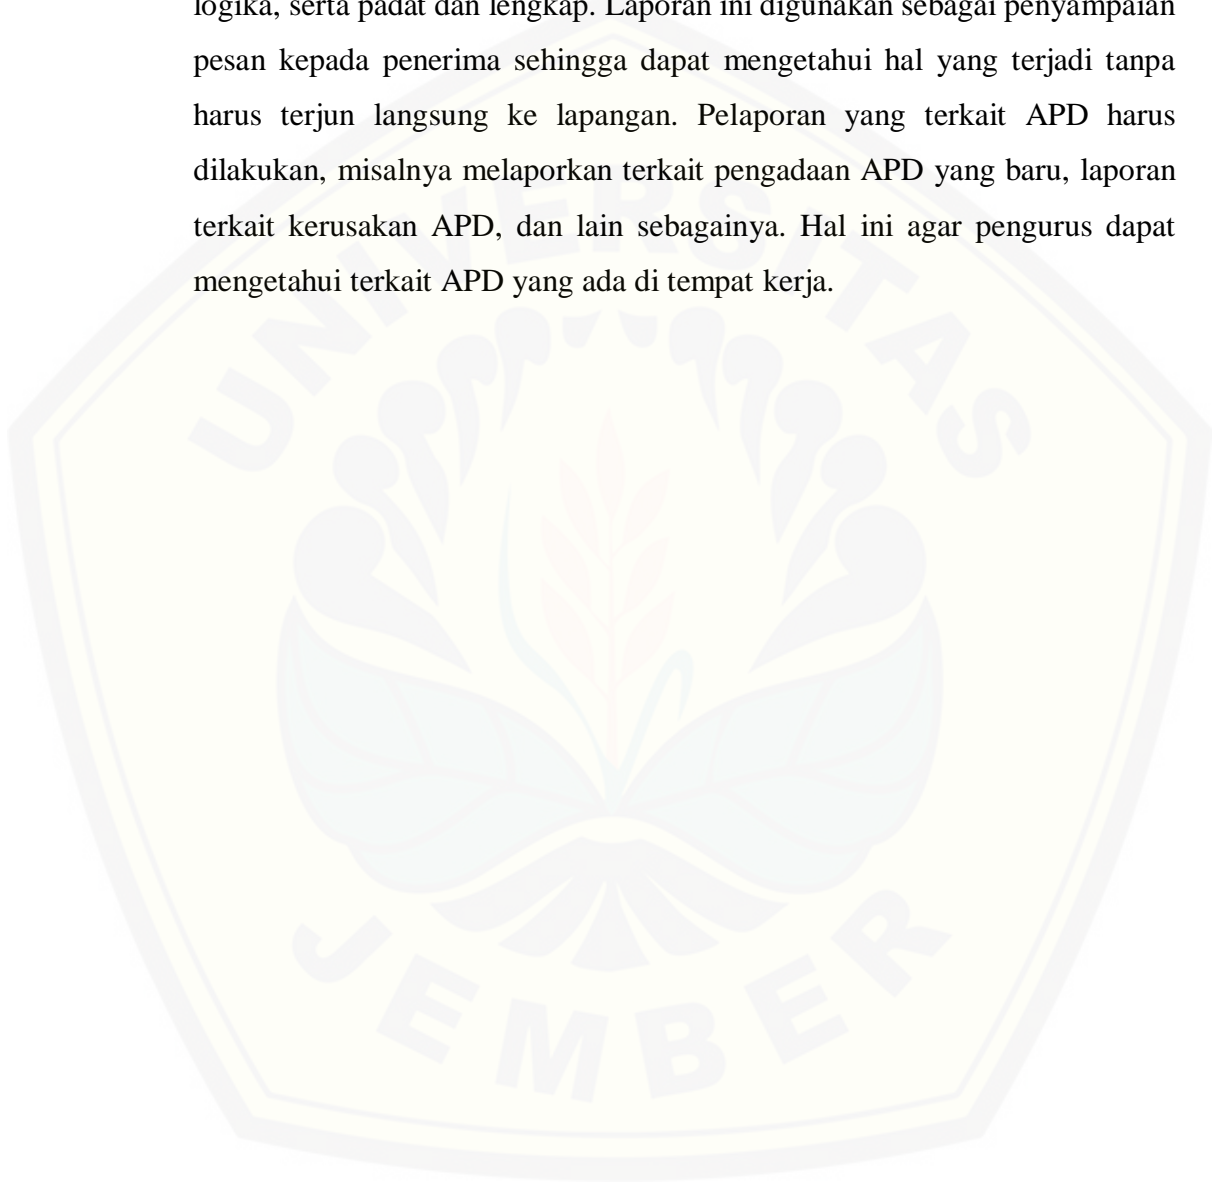 logika, serta padat dan lengkap. Laporan ini digunakan sebagai penyampaian
pesan kepada penerima sehingga dapat mengetahui hal yang terjadi tanpa
harus terjun langsung ke lapangan. Pelaporan yang terkait APD harus
dilakukan, misalnya melaporkan terkait pengadaan APD yang baru, laporan
terkait kerusakan APD, dan lain sebagainya. Hal ini agar pengurus dapat
mengetahui terkait APD yang ada di tempat kerja.
UNIVERSITAS
JEMBER